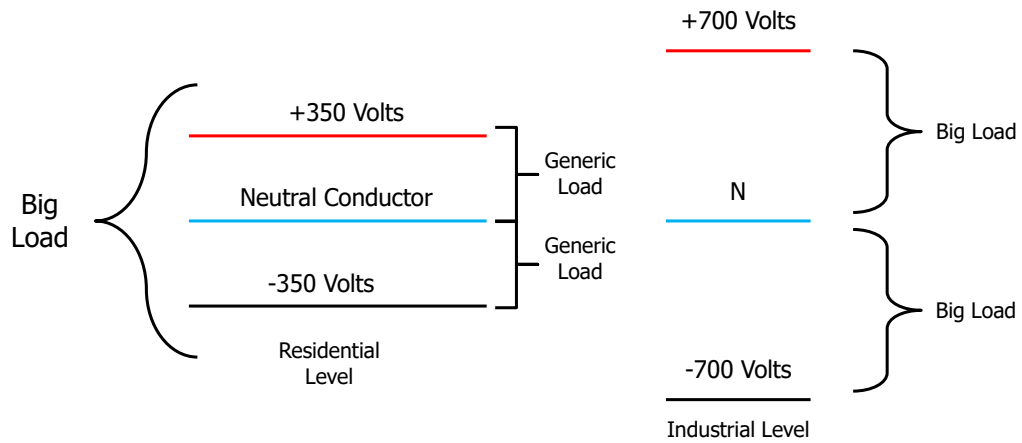 +700 Volts
+350 Volts
Big Load
Generic
Load
Neutral Conductor
N
Big
Load
Generic
Load
-350 Volts
Big Load
Residential
Level
-700 Volts
Industrial Level